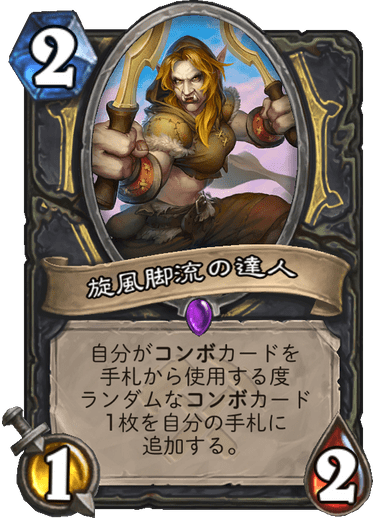 2
旋風脚流の達人
自分がコンボカードを
手札から使用する度
ランダムなコンボカード
1枚を自分の手札に
追加する。
1
2